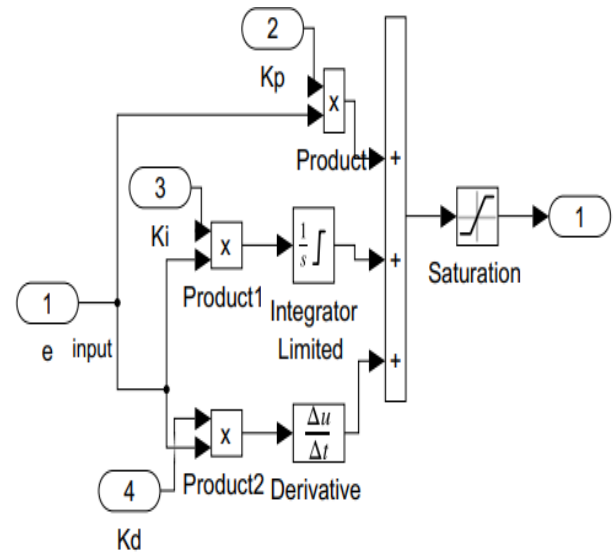 2
Kp
x
Product
+
3
Ki
x
Product1
1
s
Integrator
Limited
+
Saturation
1
1
e input
+
4
Kd
x
Product2
Δu
Δt
Derivative